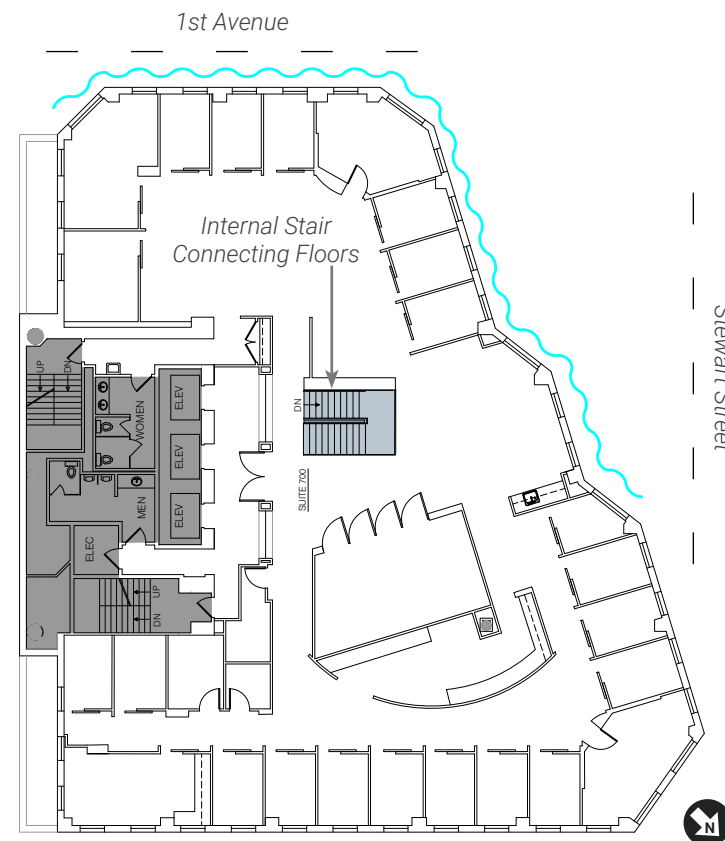 1st Avenue
Internal Stair
Connecting Floors
Stewart Street
UP
DN
WOMEN
ELEV
ELEV
ELEV
MEN
ELEC
UP
DN
DN
SUITE 700
N